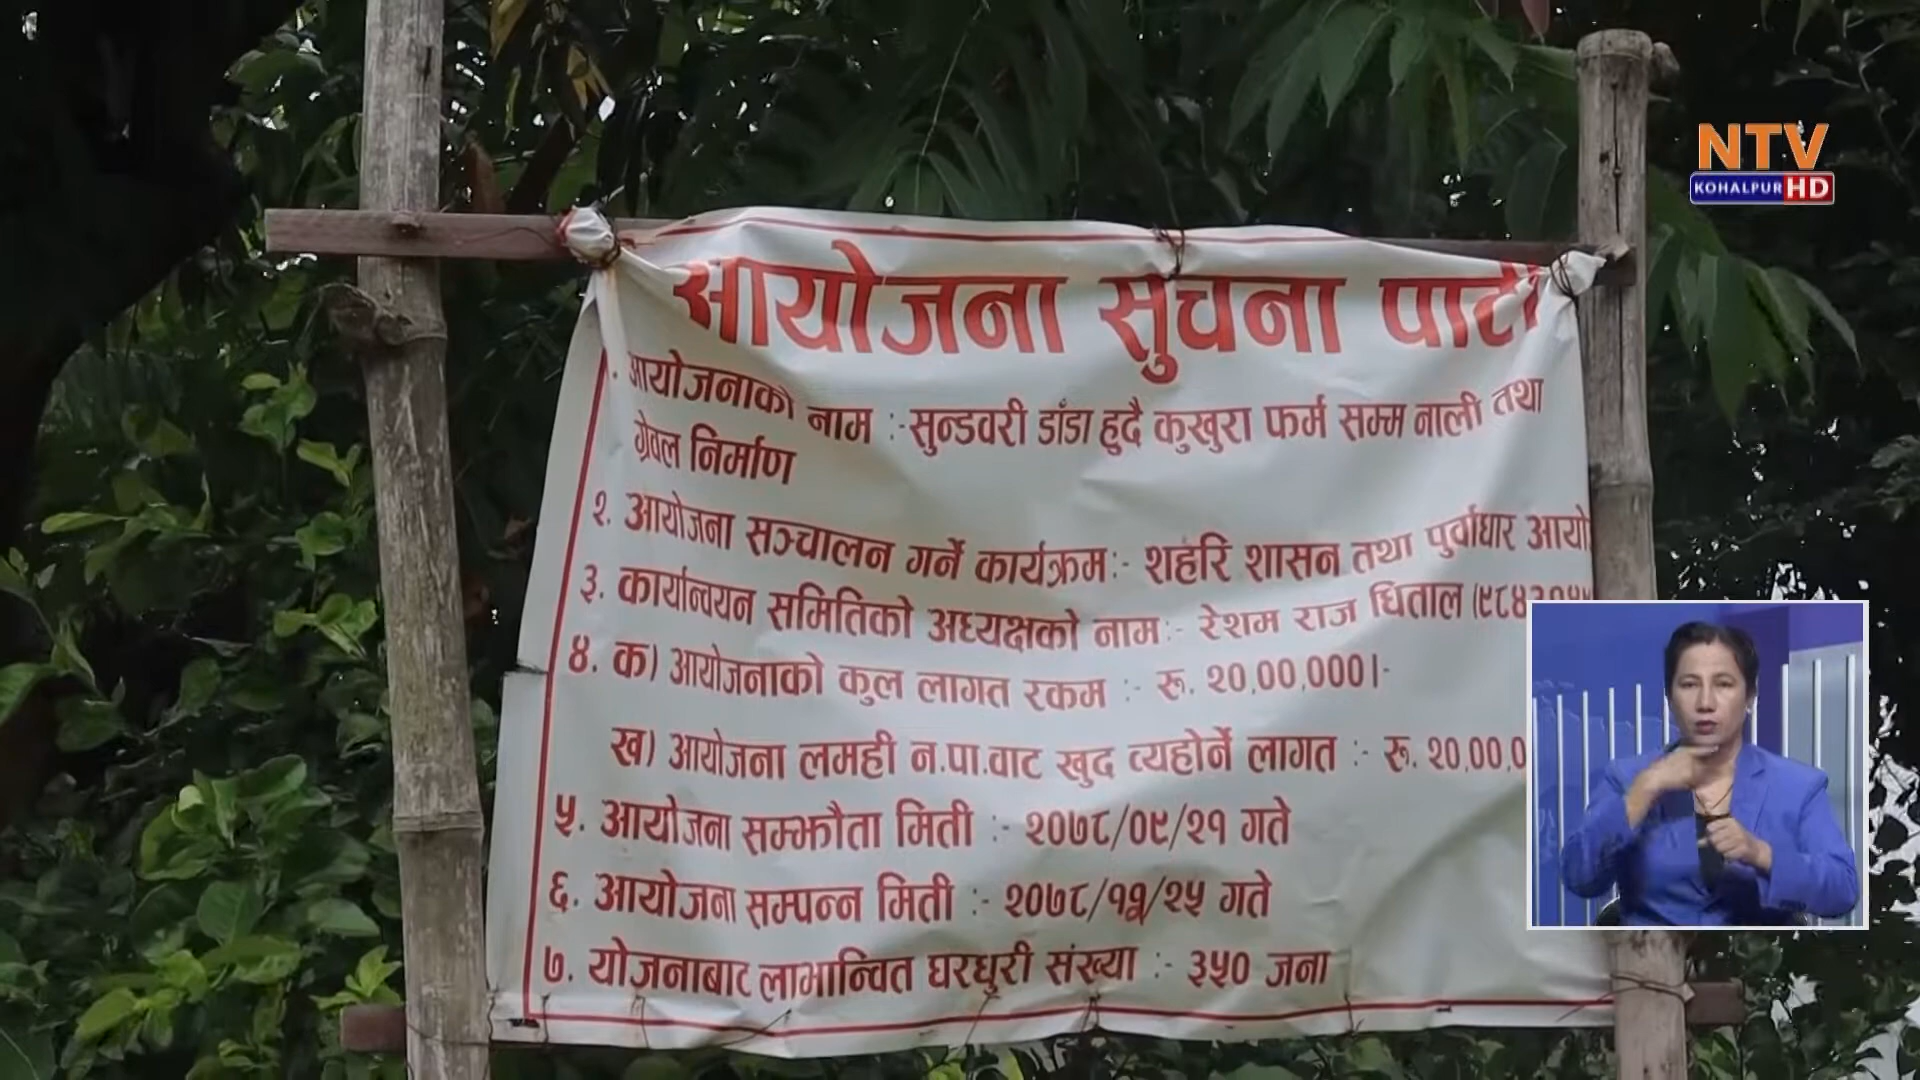 आयोजना सुचना पाटी
१. आयोजनाको नाम :-सुन्डवरी डाँडा हुदै कुखुरा फर्म सम्म नाली तथा
ग्रेवल निर्माण
२. आयोजना सञ्चालन गर्ने कार्यक्रम:- शहरि शासन तथा पुर्वाधार आयो
३. कार्यान्वयन समितिको अध्यक्षको नाम:- रेशम राज धिताल (९८४२०४५
४. क) आयोजनाको कुल लागत रकम :- रू. २०,००,०००।-
ख) आयोजना लमही न.पा.वाट खुद व्यहोर्ने लागत :- रू. २०,००,०
५. आयोजना सम्झौता मिती :- २०७८/०९/२१ गते
६. आयोजना सम्पन्न मिती :- २०७८/११/२५ गते
७. योजनाबाट लाभान्वित घरधुरी संख्या :- ३५० जना
NTV
KOHALPUR HD